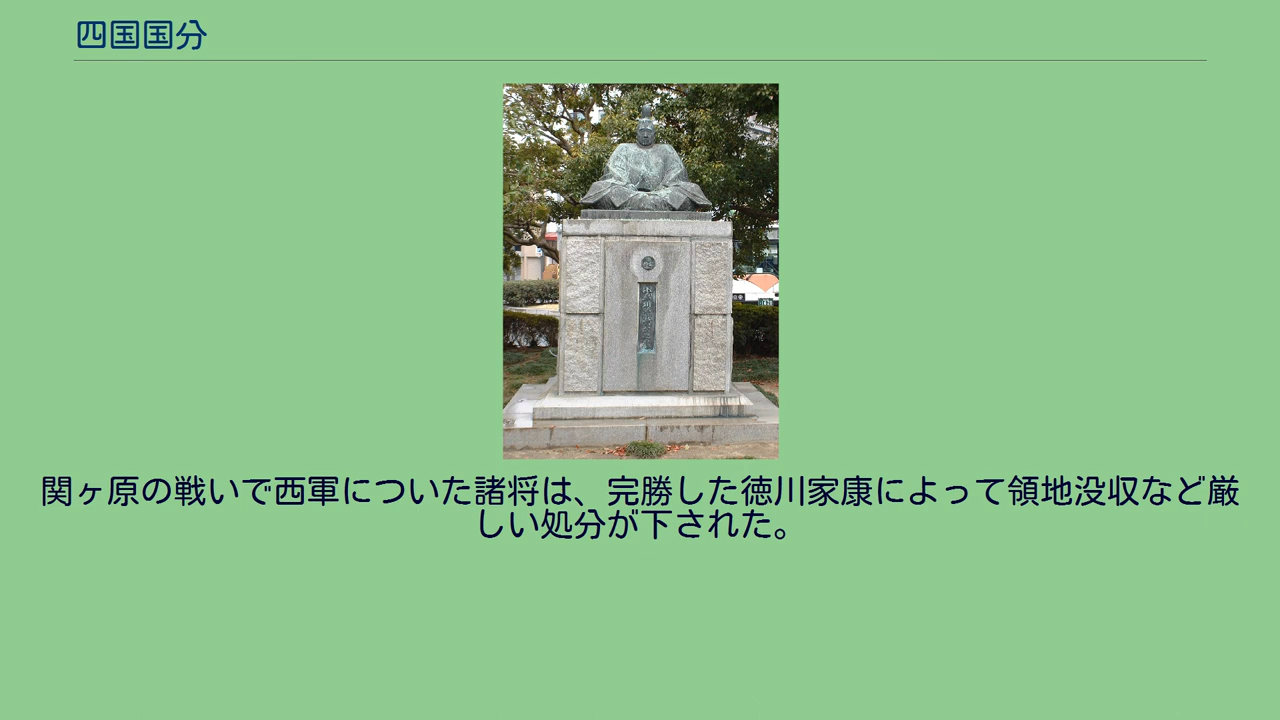 四国国分
関ヶ原の戦いで西軍についた諸将は、完勝した徳川家康によって領地没収など厳
しい処分が下された。